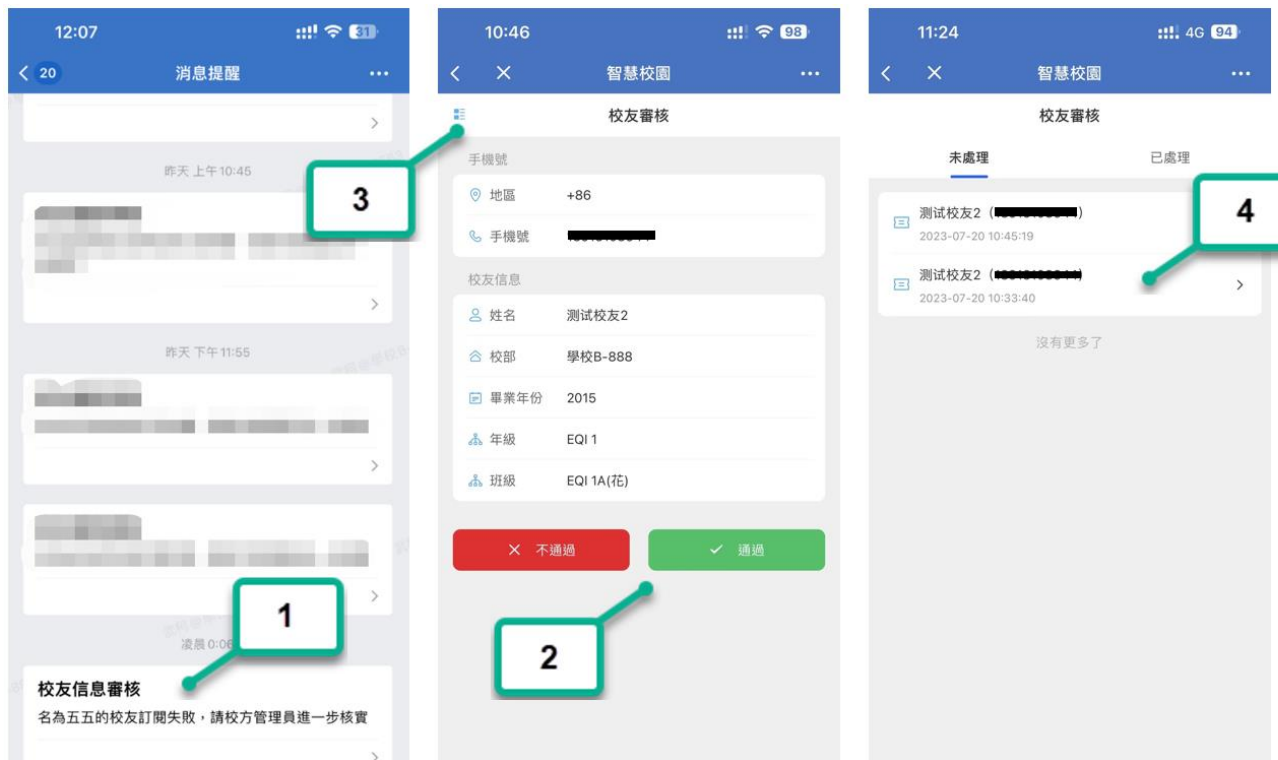 12:07
31
20
消息提醒
昨天 上午 10:45
昨天 下午 11:55
1
凌晨 0:06
校友信息審核
名為五五的校友訂閱失敗,請校方管理員進一步核實
10:46
98
智慧校園
校友審核
3
手機號
地區 +86
手機號
校友信息
姓名 测试校友2
校部 學校B-888
畢業年份 2015
年級 EQI 1
班級 EQI 1A(花)
不通過
通過
2
11:24
4G 94
智慧校園
校友審核
未處理
已處理
4
测试校友2 ( )
2023-07-20 10:45:19
测试校友2 (
2023-07-20 10:33:40
沒有更多了